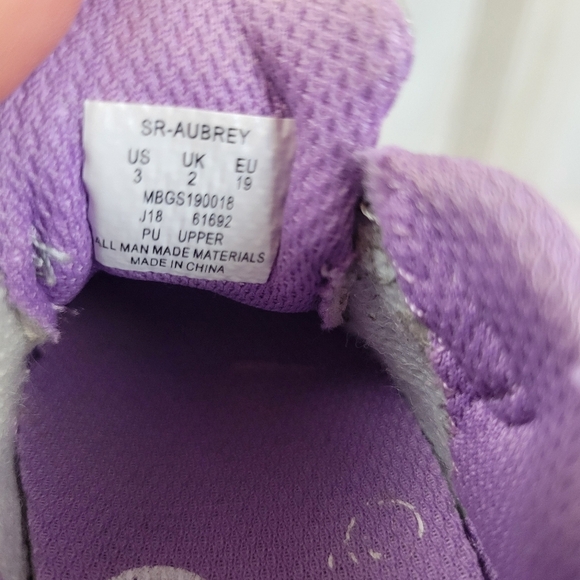 SR-AUBREY
US UK EU
3 2 19
MBGS190018
J18 61692
PU UPPER
ALL MAN MADE MATERIALS
MADE IN CHINA